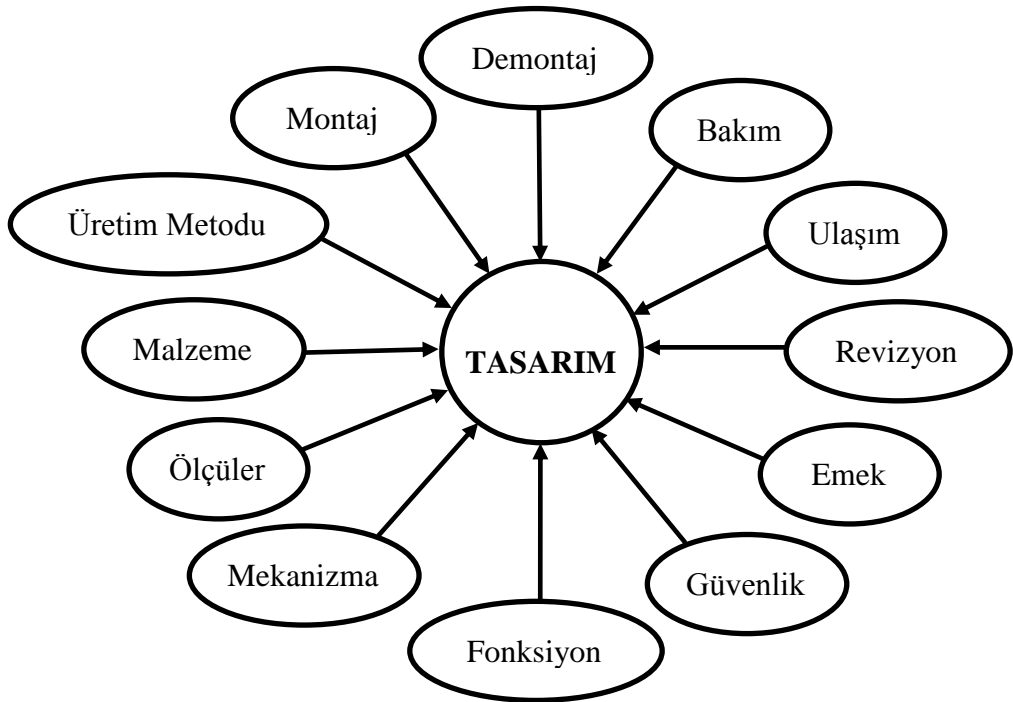 Demontaj
Montaj
Bakım
Üretim Metodu
Ulaşım
Malzeme
TASARIM
Revizyon
Ölçüler
Emek
Mekanizma
Güvenlik
Fonksiyon